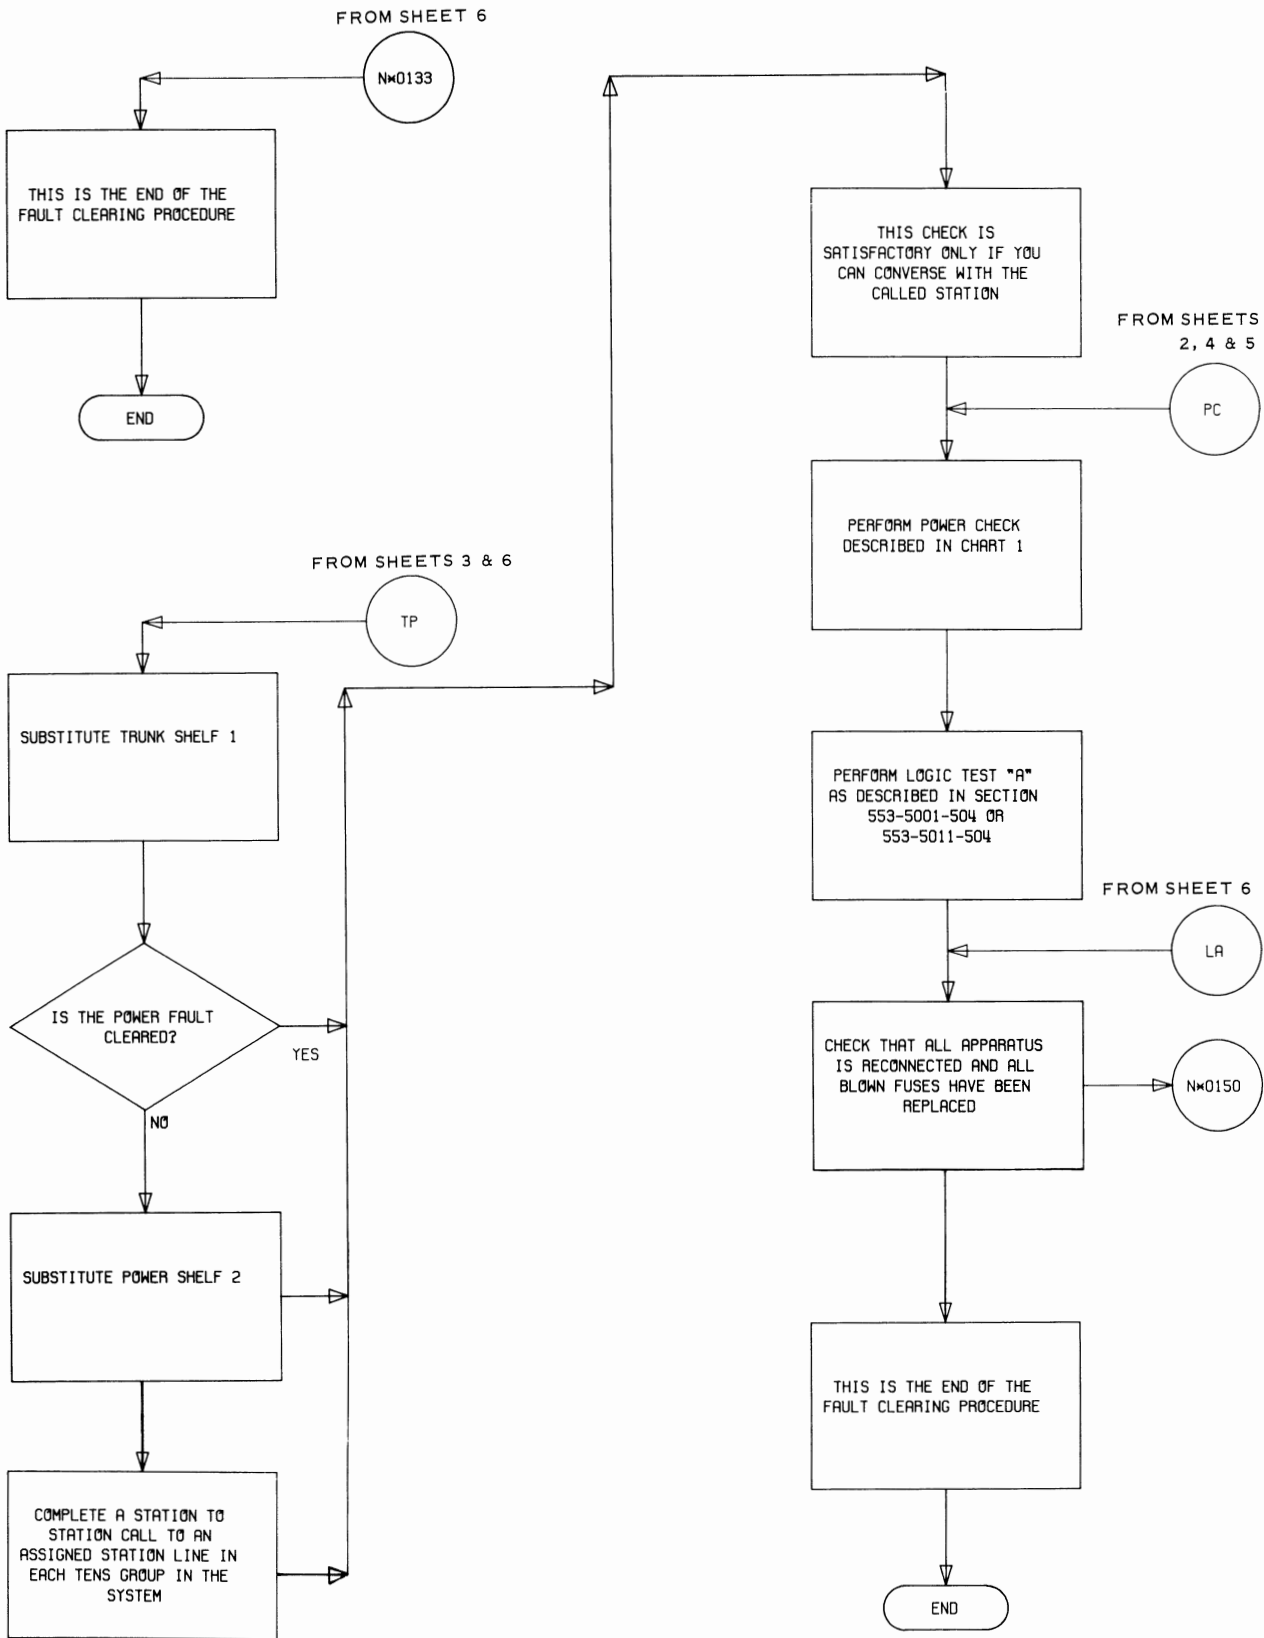 FROM SHEET 6
N*0133
THIS IS THE END OF THE
FAULT CLEARING PROCEDURE
END
FROM SHEETS 3 & 6
TP
SUBSTITUTE TRUNK SHELF 1
IS THE POWER FAULT
CLEARED?
YES
NO
SUBSTITUTE POWER SHELF 2
COMPLETE A STATION TO
STATION CALL TO AN
ASSIGNED STATION LINE IN
EACH TENS GROUP IN THE
SYSTEM
THIS CHECK IS
SATISFACTORY ONLY IF YOU
CAN CONVERSE WITH THE
CALLED STATION
FROM SHEETS
2, 4 & 5
PC
PERFORM POWER CHECK
DESCRIBED IN CHART 1
PERFORM LOGIC TEST "A"
AS DESCRIBED IN SECTION
553-5001-504 OR
553-5011-504
FROM SHEET 6
LA
CHECK THAT ALL APPARATUS
IS RECONNECTED AND ALL
BLOWN FUSES HAVE BEEN
REPLACED
N*0150
THIS IS THE END OF THE
FAULT CLEARING PROCEDURE
END